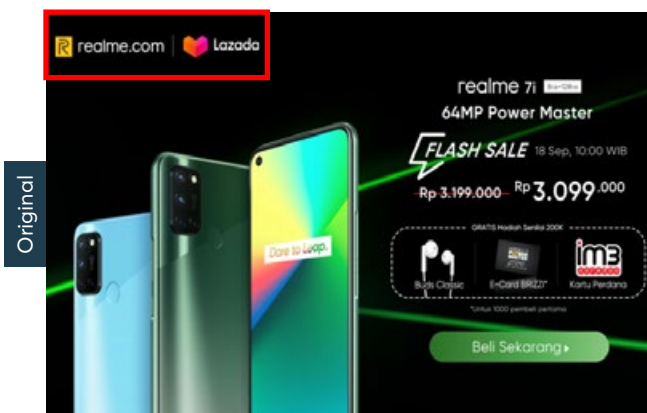 Original
realme.com | Lazada
realme 7i
64MP Power Master
FLASH SALE 18 Sep, 10:00 WIB
Rp 3.199.000 Rp 3.099.000
GRATIS Hadiah Senilai 200K
Buds Classic E-Card BRIZZI* Kartu Perdana
im3
ooredoo
*Untuk 1000 pembeli pertama
Beli Sekarang
Dare to Leap.